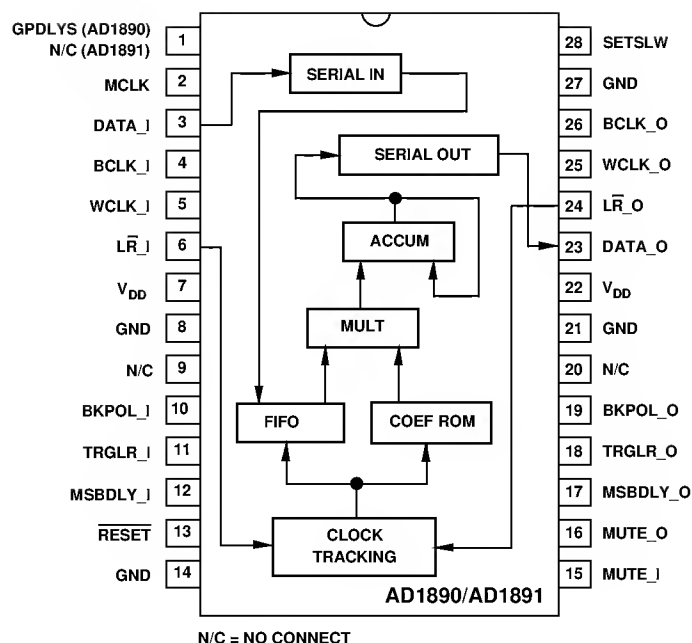 GPDLYS (AD1890)
N/C (AD1891)
1
28
SETSLW
MCLK
2
SERIAL IN
27
GND
DATA_I
3
26
BCLK_O
BCLK_I
4
SERIAL OUT
25
WCLK_O
WCLK_I
5
24
LR̅_O
LR̅_I
6
ACCUM
23
DATA_O
VDD
7
22
VDD
GND
8
MULT
21
GND
N/C
9
20
N/C
BKPOL_I
10
FIFO
COEF ROM
19
BKPOL_O
TRGLR_I
11
18
TRGLR_O
MSBDLY_I
12
17
MSBDLY_O
RESET
13
CLOCK
TRACKING
16
MUTE_O
GND
14
AD1890/AD1891
15
MUTE_I
N/C = NO CONNECT